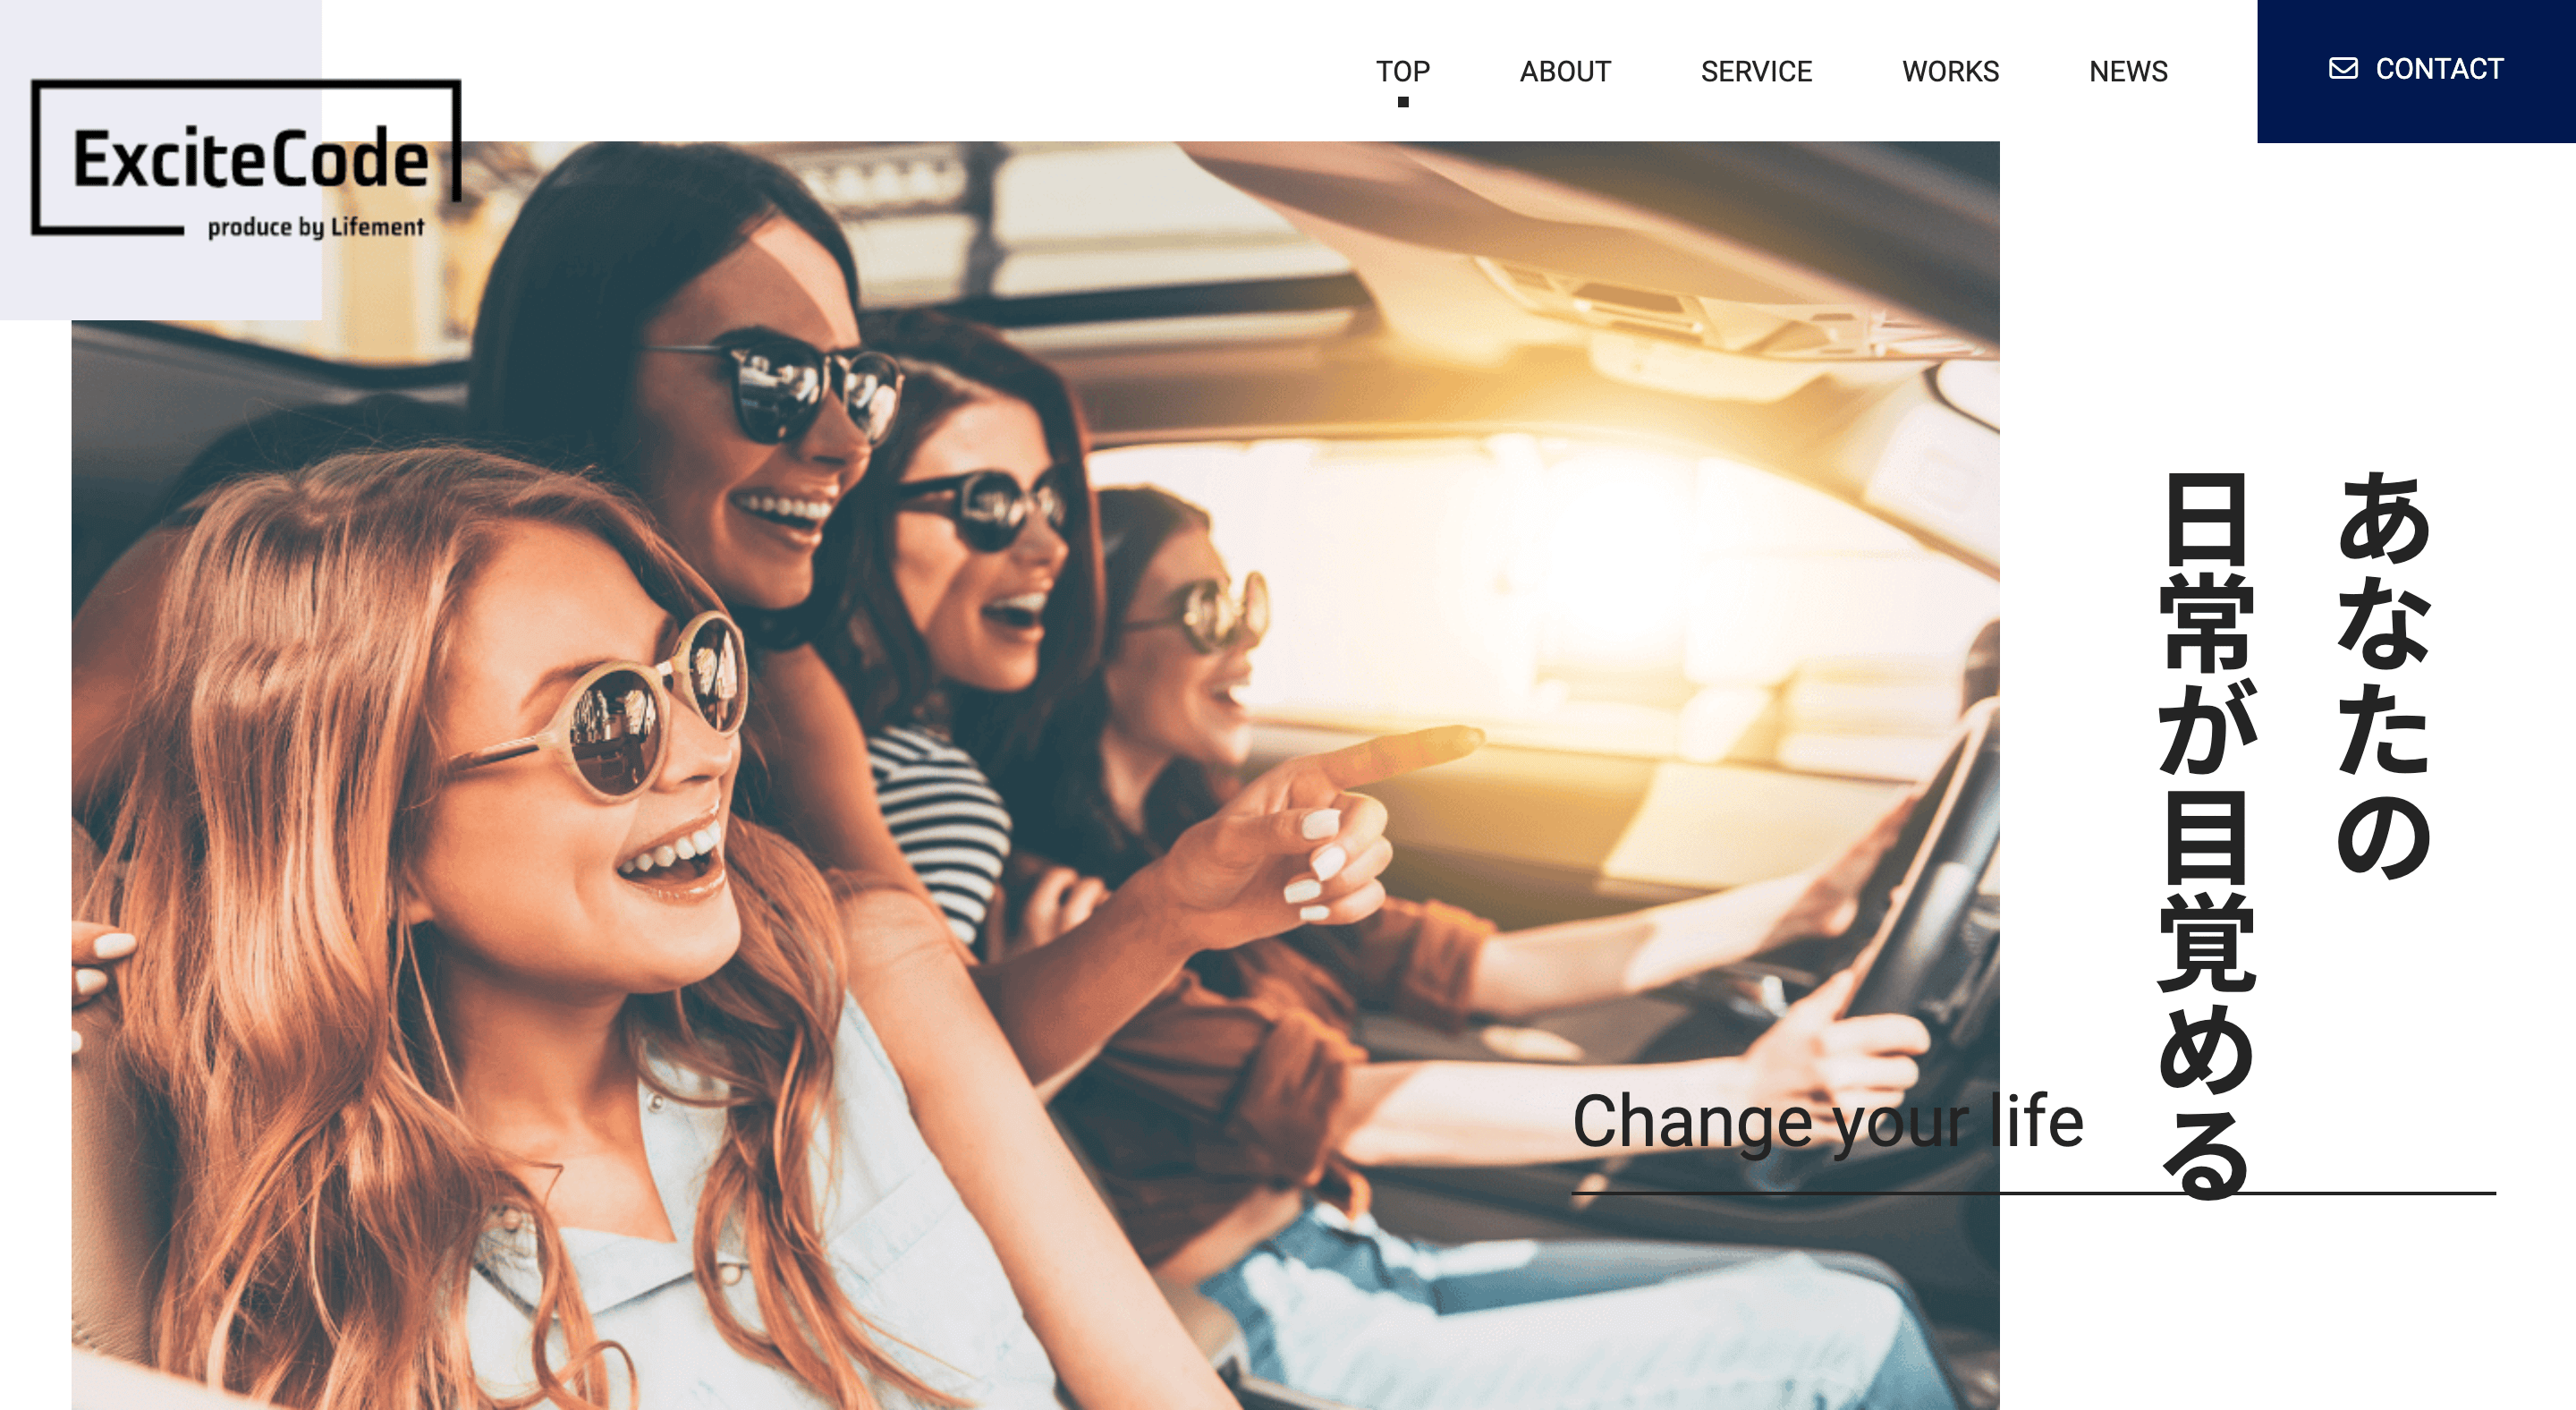 TOP
ABOUT
SERVICE
WORKS
NEWS
CONTACT
ExciteCode
produce by Lifement
あなたの
日常が目覚める
Change your life